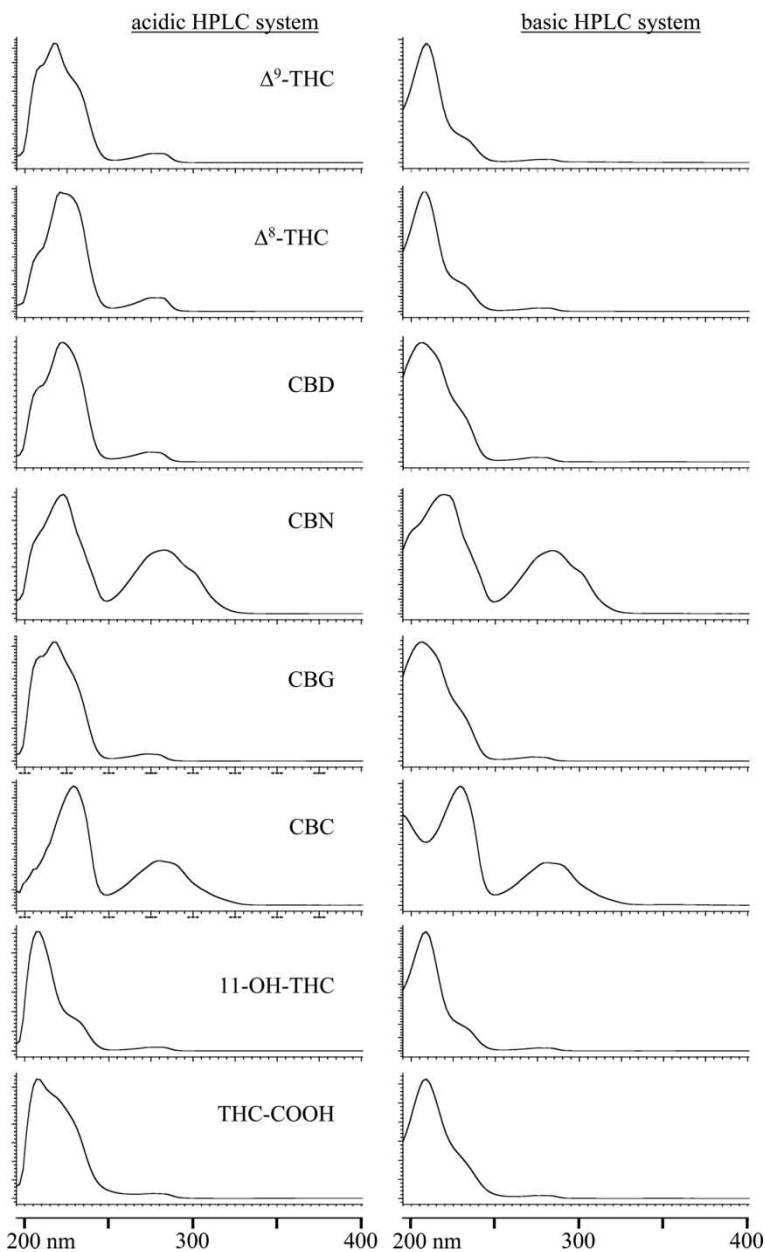 acidic HPLC system
basic HPLC system
Δ⁹-THC
Δ⁸-THC
CBD
CBN
CBG
CBC
11-OH-THC
THC-COOH
200 nm 300 400
200 nm 300 400